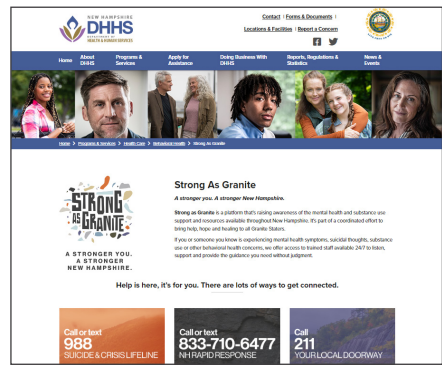 NEW HAMPSHIRE
DHHS
DEPARTMENT OF
HEALTH & HUMAN SERVICES
Contact | Forms & Documents |
Locations & Facilities | Report a Concern
Home
About DHHS
Programs & Services
Apply for Assistance
Doing Business With DHHS
Reports, Regulations & Statistics
News & Events
Home > Programs & Services > Health Care > Behavioral Health > Strong As Granite
STRONG
AS GRANITE
A STRONGER YOU.
A STRONGER
NEW HAMPSHIRE.
Strong As Granite
A stronger you. A stronger New Hampshire.
Strong as Granite is a platform that's raising awareness of the mental health and substance use
support and resources available throughout New Hampshire. It's part of a coordinated effort to
bring help, hope and healing to all Granite Staters.
If you or someone you know is experiencing mental health symptoms, suicidal thoughts, substance
use or other behavioral health concerns, we offer access to trained staff available 24/7 to listen,
support and provide the guidance you need without judgment.
Help is here, it's for you. There are lots of ways to get connected.
Call or text
988
SUICIDE & CRISIS LIFELINE
Call or text
833-710-6477
NH RAPID RESPONSE
Call
211
YOUR LOCAL DOORWAY